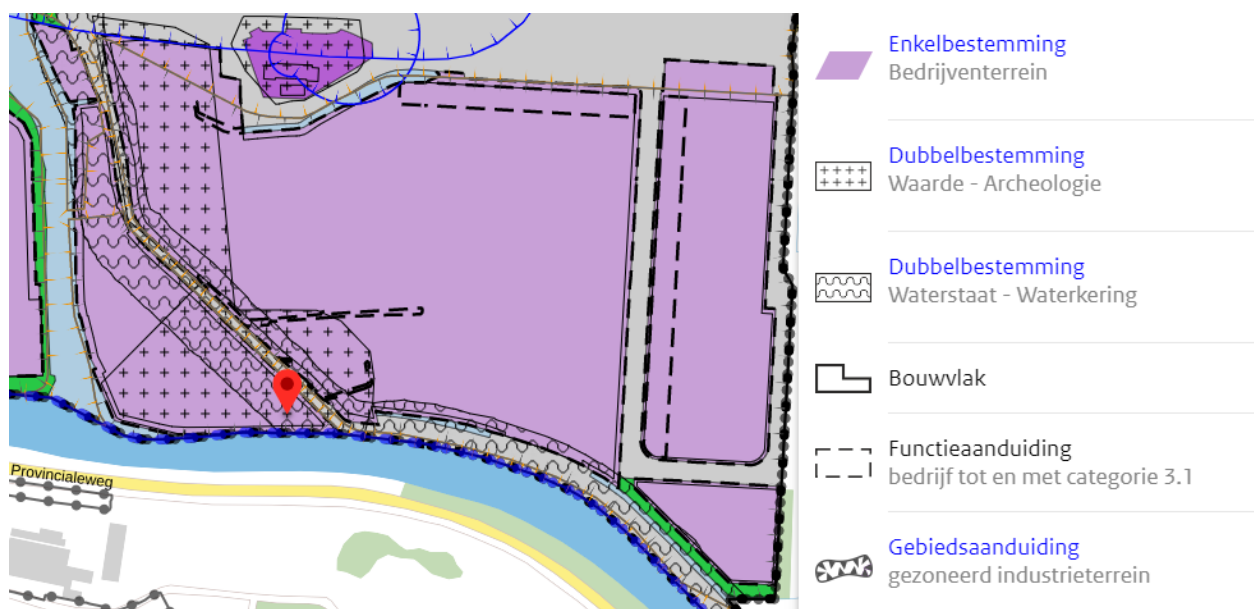 Provincialeweg
Enkelbestemming
Bedrijventerrein
Dubbelbestemming
Waarde - Archeologie
Dubbelbestemming
Waterstaat - Waterkering
Bouwvlak
Functieaanduiding
bedrijf tot en met categorie 3.1
Gebiedsaanduiding
gezoneerd industrieterrein